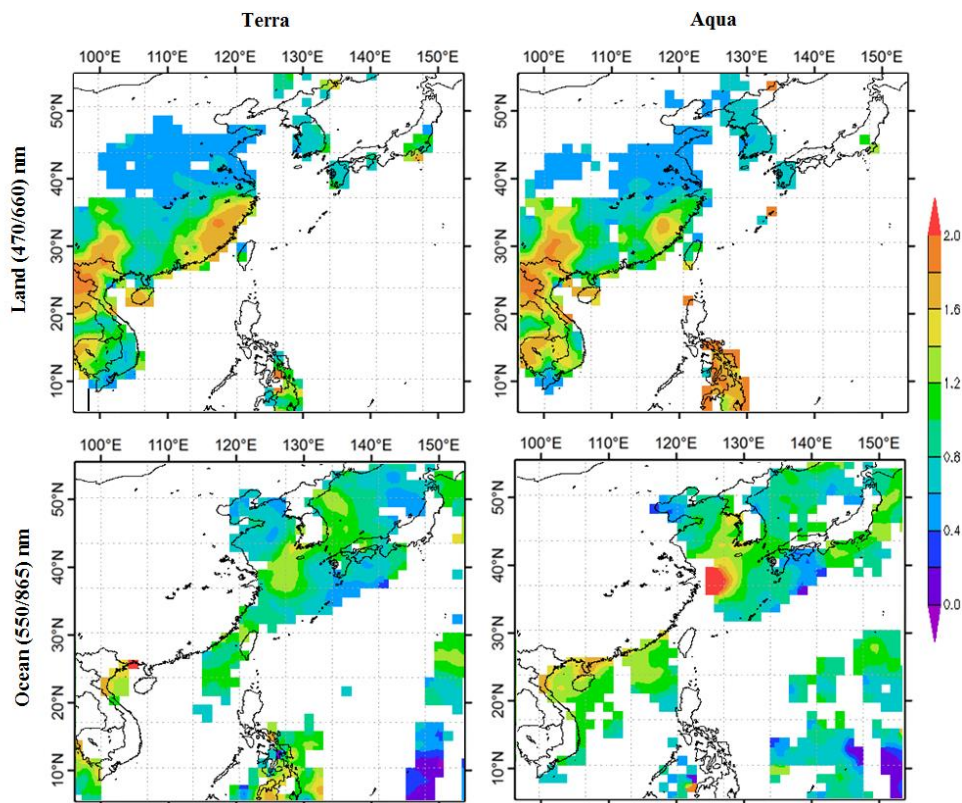 Terra
Aqua
100° 110° 120°E 130°E 140°E 150°E
100°E 110°E 120°E 130°E 140°E 150°E
Land (470/660) nm
50°N
40°N
30°N
20°N
10°N
50°N
40°N
30°N
20°N
10°N
2.0
1.6
1.2
0.8
0.4
0.0
100°E 110°E 120°E 130°E 140°E 150°E
100°E 110°E 120°E 130°E 140°E 150°E
Ocean (550/865) nm
50°N
40°N
30°N
20°N
10°N
50°N
40°N
30°N
20°N
10°N